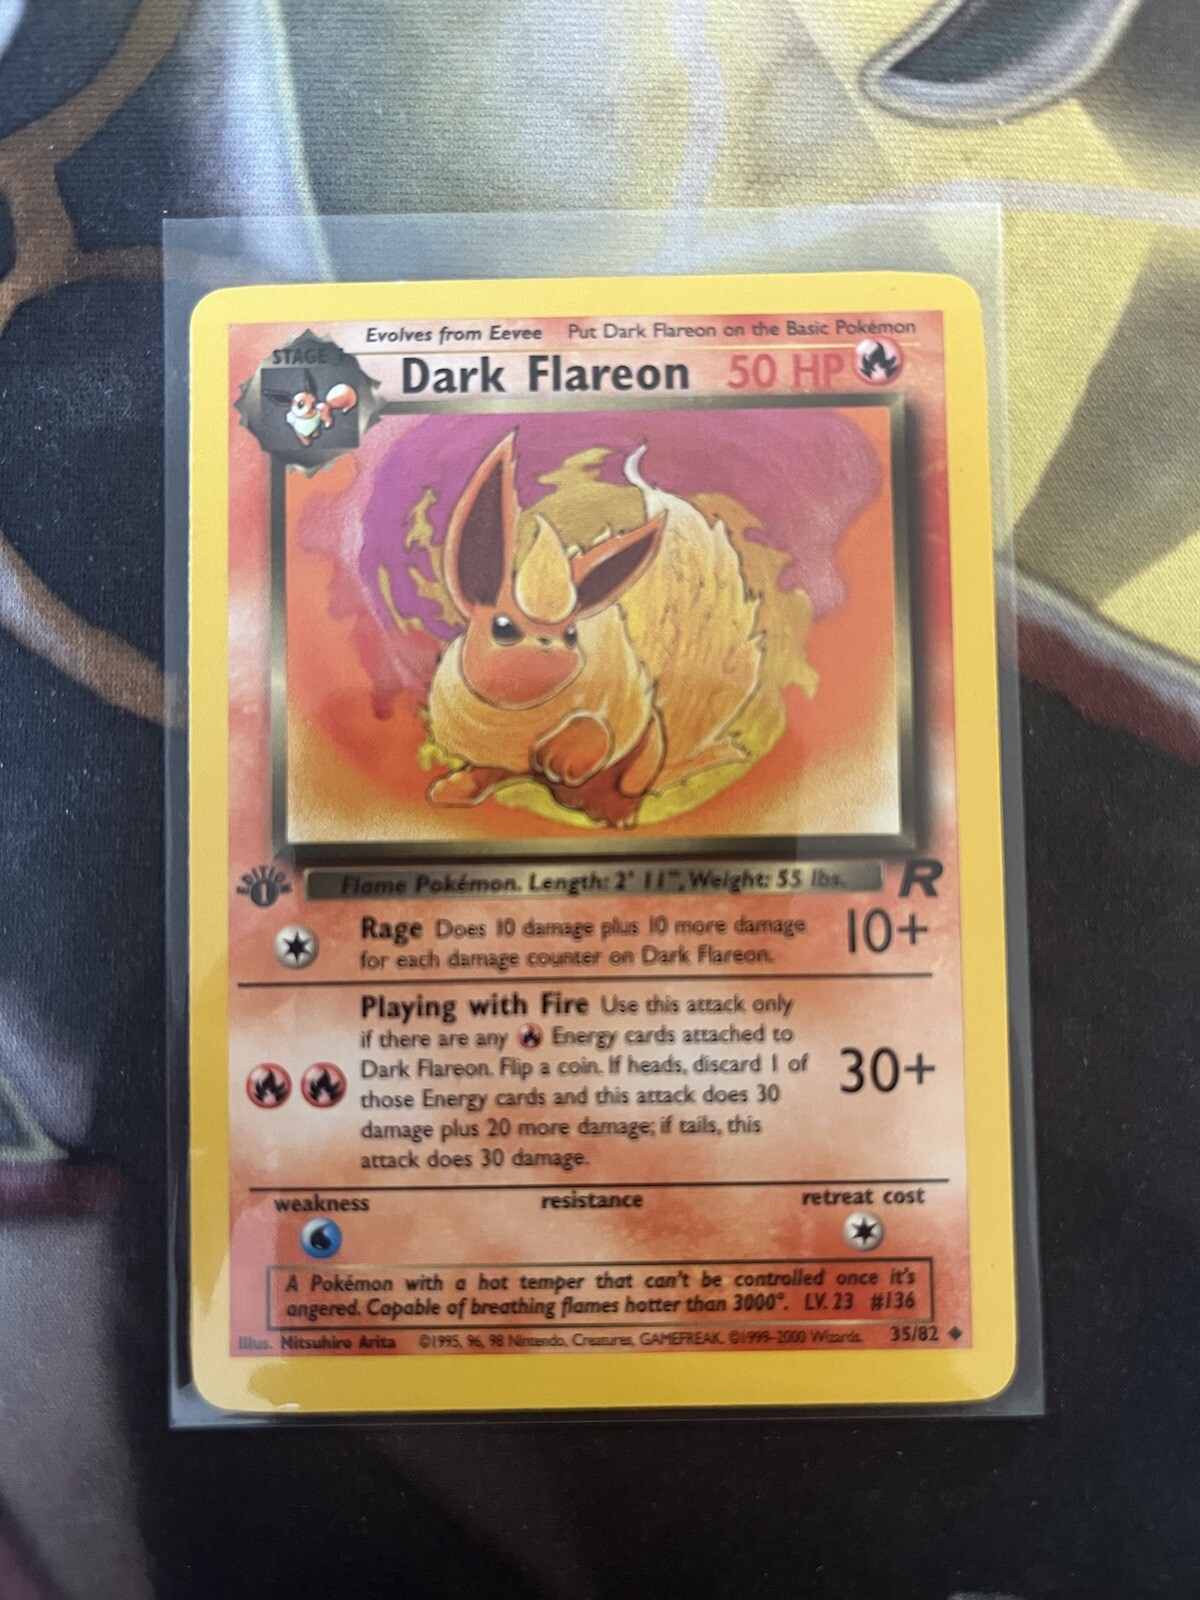 Evolves from Eevee Put Dark Flareon on the Basic Pokémon
STAGE 1
Dark Flareon 50 HP
EDITION
1
Flame Pokémon. Length: 2' 11", Weight: 55 lbs.
R
Rage Does 10 damage plus 10 more damage 10+
for each damage counter on Dark Flareon.
Playing with Fire Use this attack only
if there are any Energy cards attached to
Dark Flareon. Flip a coin. If heads, discard 1 of 30+
those Energy cards and this attack does 30
damage plus 20 more damage; if tails, this
attack does 30 damage.
weakness resistance retreat cost
A Pokémon with a hot temper that can't be controlled once it's
angered. Capable of breathing flames hotter than 3000°. LV. 23 #136
Illus. Mitsuhiro Arita ©1995, 96, 98 Nintendo, Creatures, GAMEFREAK. ©1999–2000 Wizards. 35/82